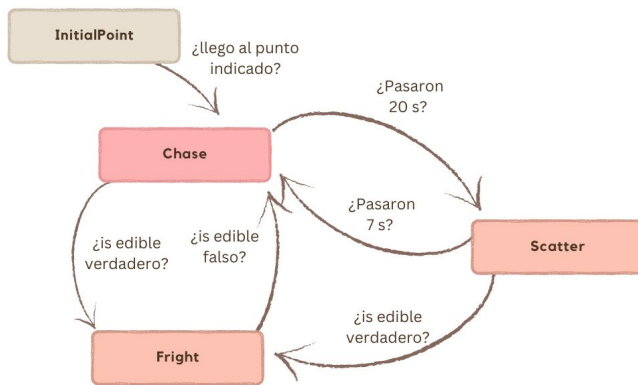 InitialPoint
¿llego al punto
indicado?
¿Pasaron
20 s?
Chase
¿Pasaron
7 s?
¿is edible
verdadero?
¿is edible
falso?
Scatter
¿is edible
verdadero?
Fright